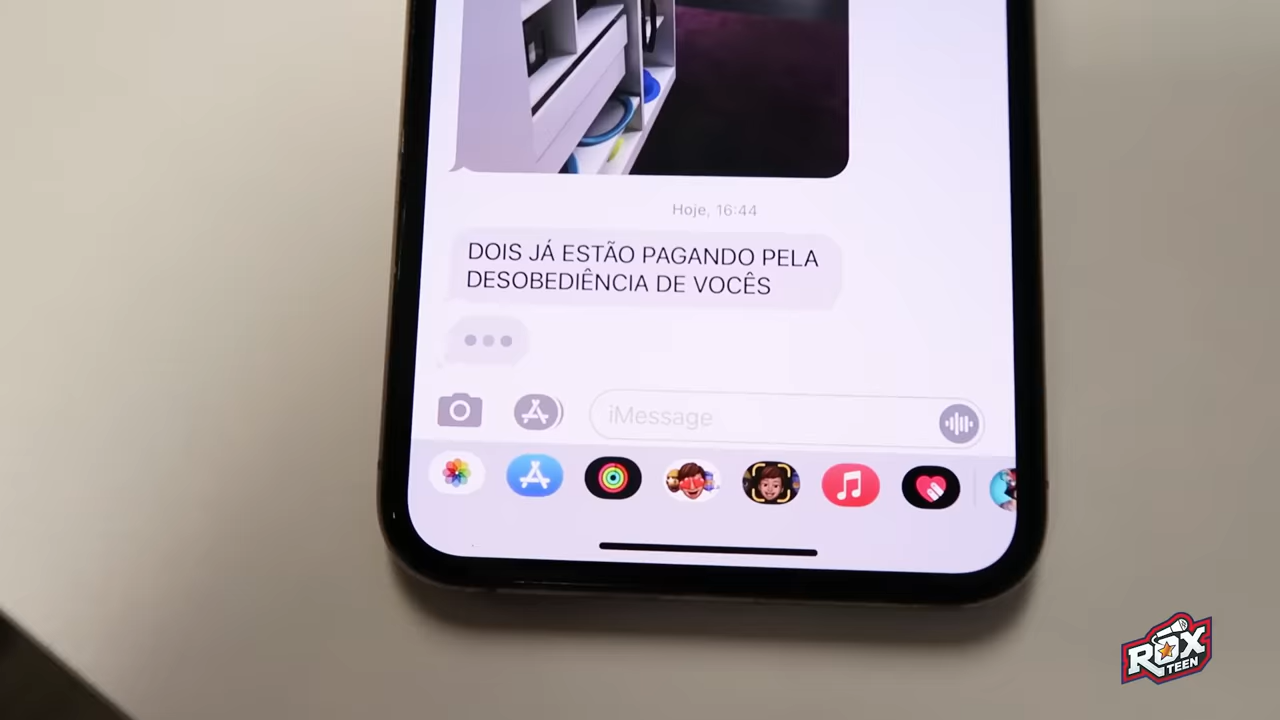 Hoje, 16:44
DOIS JÁ ESTÃO PAGANDO PELA
DESOBEDIÊNCIA DE VOCÊS
iMessage
ROX
TEEN